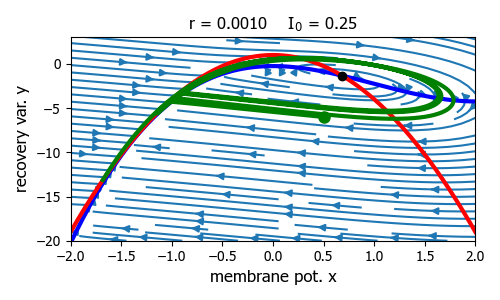 r = 0.0010 I₀ = 0.25
recovery var. y
0
−5
−10
−15
−20
−2.0 −1.5 −1.0 −0.5 0.0 0.5 1.0 1.5 2.0
membrane pot. x